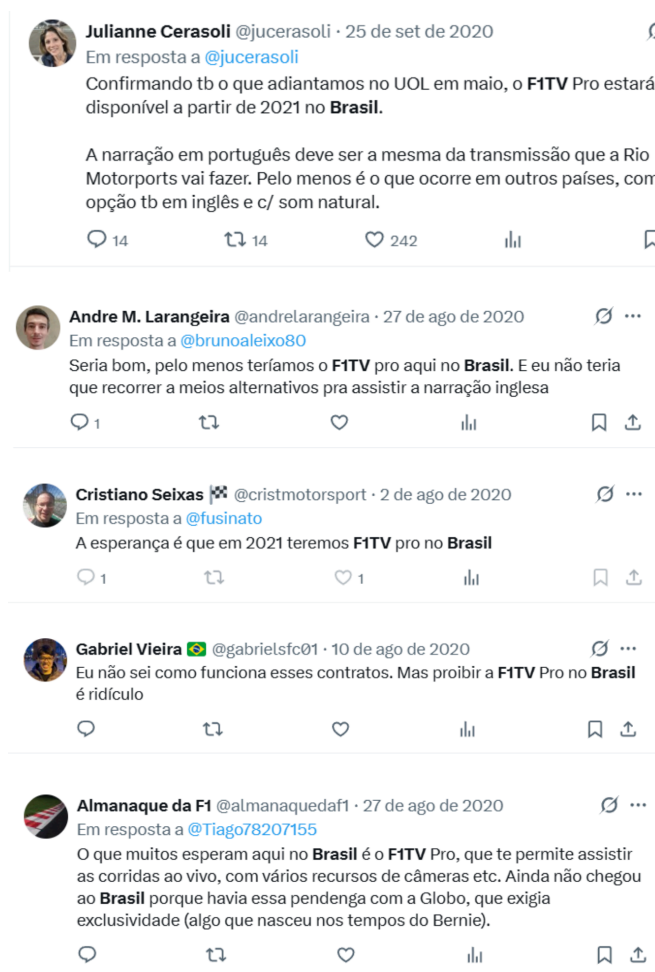 Julianne Cerasoli @jucerasoli · 25 de set de 2020
Em resposta a @jucerasoli
Confirmando tb o que adiantamos no UOL em maio, o F1TV Pro estará
disponível a partir de 2021 no Brasil.
A narração em português deve ser a mesma da transmissão que a Rio
Motorports vai fazer. Pelo menos é o que ocorre em outros países, com
opção tb em inglês e c/ som natural.
14 14 242
Andre M. Larangeira @andrelarangeira · 27 de ago de 2020
Em resposta a @brunoaleixo80
Seria bom, pelo menos teríamos o F1TV pro aqui no Brasil. E eu não teria
que recorrer a meios alternativos pra assistir a narração inglesa
1
Cristiano Seixas @cristmotorsport · 2 de ago de 2020
Em resposta a @fusinato
A esperança é que em 2021 teremos F1TV pro no Brasil
1 1
Gabriel Vieira @gabrielsfc01 · 10 de ago de 2020
Eu não sei como funciona esses contratos. Mas proibir a F1TV Pro no Brasil
é ridículo
Almanaque da F1 @almanaquedaf1 · 27 de ago de 2020
Em resposta a @Tiago78207155
O que muitos esperam aqui no Brasil é o F1TV Pro, que te permite assistir
as corridas ao vivo, com vários recursos de câmeras etc. Ainda não chegou
ao Brasil porque havia essa pendenga com a Globo, que exigia
exclusividade (algo que nasceu nos tempos do Bernie).